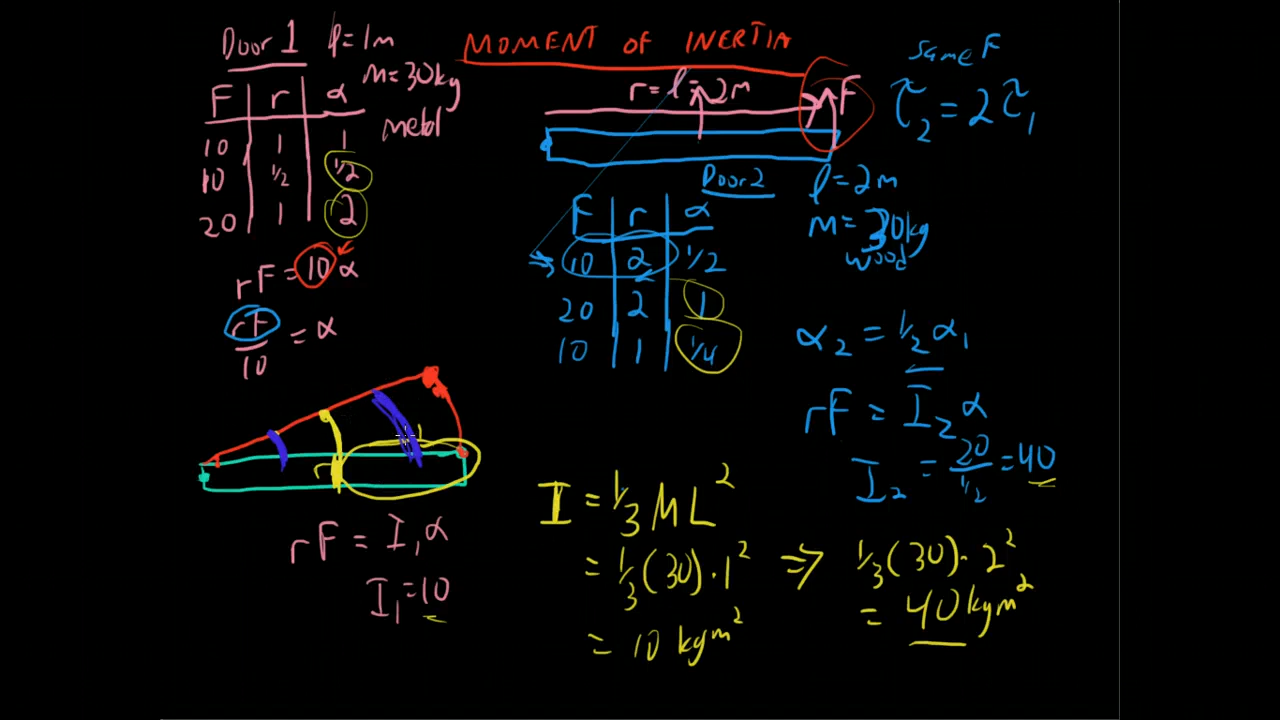 MOMENT OF INERTIA
Door 1 l = 1m
m = 30kg
metal
F r α
10 1 1
10 1/2 1/2
20 1 2
rF = 10 α
rF/10 = α
rF = I₁α
I₁ = 10
r = l = 2m
F
Door 2
l = 2m
m = 30kg
wood
F r α
10 2 1/2
20 2 1
10 1 1/4
same F
τ₂ = 2τ₁
α₂ = 1/2 α₁
rF = I₂ α
I₂ = 20/1/2 = 40
I = 1/3 ML²
= 1/3 (30) · 1² ⇒ 1/3 (30) · 2²
= 10 kgm²
= 40 kgm²